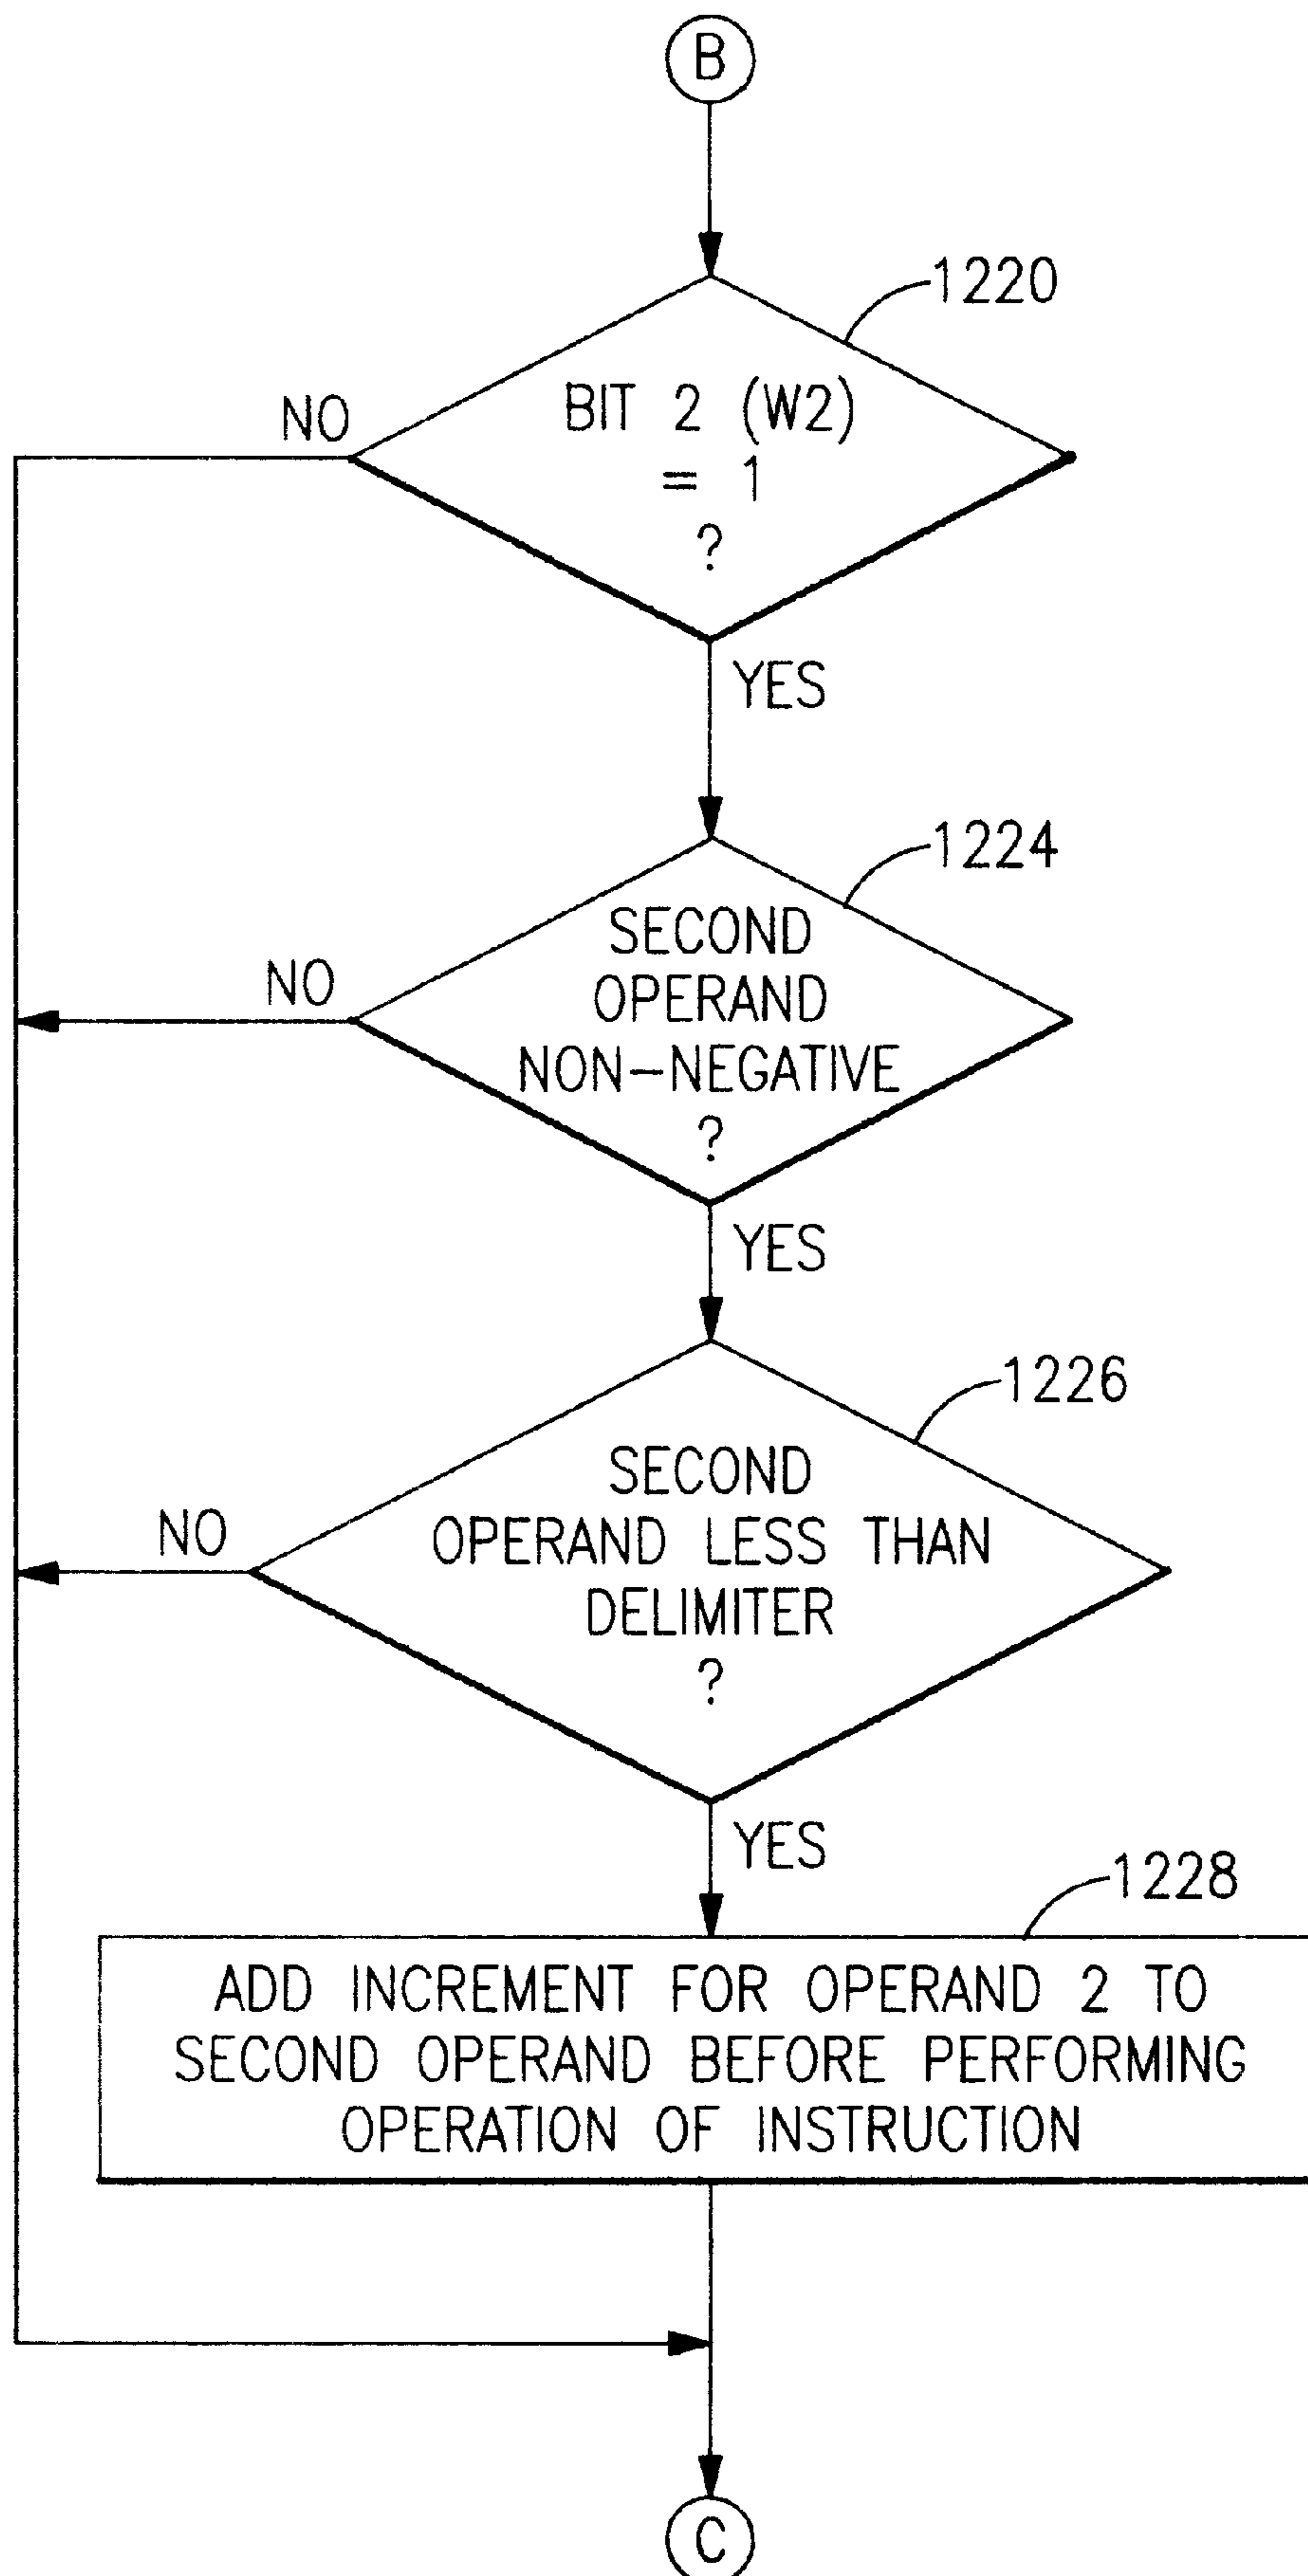 B
1220
NO
BIT 2 (W2)
= 1
?
YES
1224
NO
SECOND
OPERAND
NON-NEGATIVE
?
YES
1226
NO
SECOND
OPERAND LESS THAN
DELIMITER
?
YES
1228
ADD INCREMENT FOR OPERAND 2 TO
SECOND OPERAND BEFORE PERFORMING
OPERATION OF INSTRUCTION
C